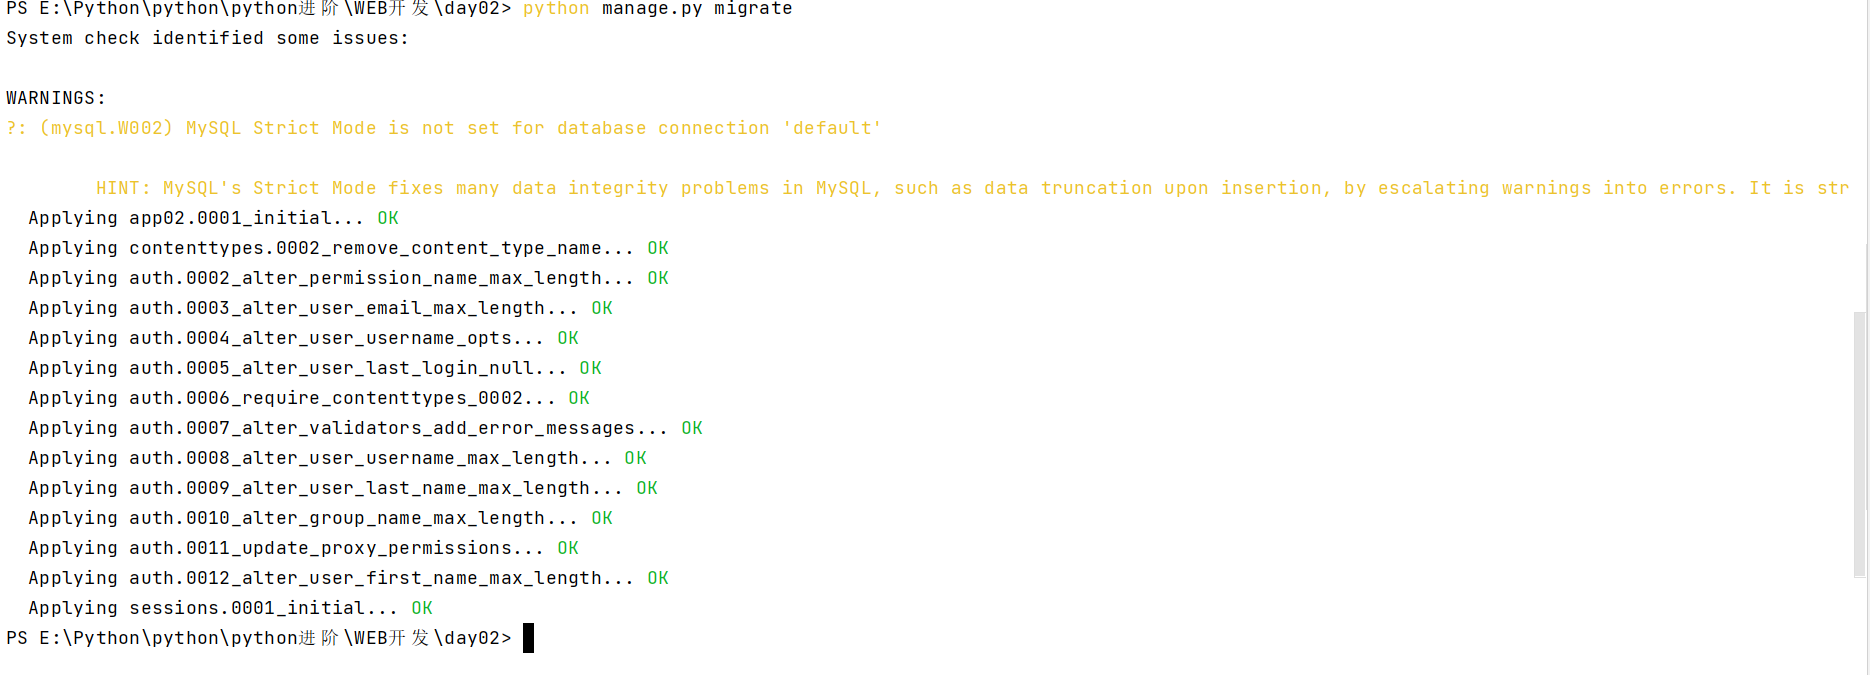 PS E:\Python\python\python进阶\WEB开发\day02> python manage.py migrate
System check identified some issues:
WARNINGS:
?: (mysql.W002) MySQL Strict Mode is not set for database connection 'default'
HINT: MySQL's Strict Mode fixes many data integrity problems in MySQL, such as data truncation upon insertion, by escalating warnings into errors. It is str
Applying app02.0001_initial... OK
Applying contenttypes.0002_remove_content_type_name... OK
Applying auth.0002_alter_permission_name_max_length... OK
Applying auth.0003_alter_user_email_max_length... OK
Applying auth.0004_alter_user_username_opts... OK
Applying auth.0005_alter_user_last_login_null... OK
Applying auth.0006_require_contenttypes_0002... OK
Applying auth.0007_alter_validators_add_error_messages... OK
Applying auth.0008_alter_user_username_max_length... OK
Applying auth.0009_alter_user_last_name_max_length... OK
Applying auth.0010_alter_group_name_max_length... OK
Applying auth.0011_update_proxy_permissions... OK
Applying auth.0012_alter_user_first_name_max_length... OK
Applying sessions.0001_initial... OK
PS E:\Python\python\python进阶\WEB开发\day02>